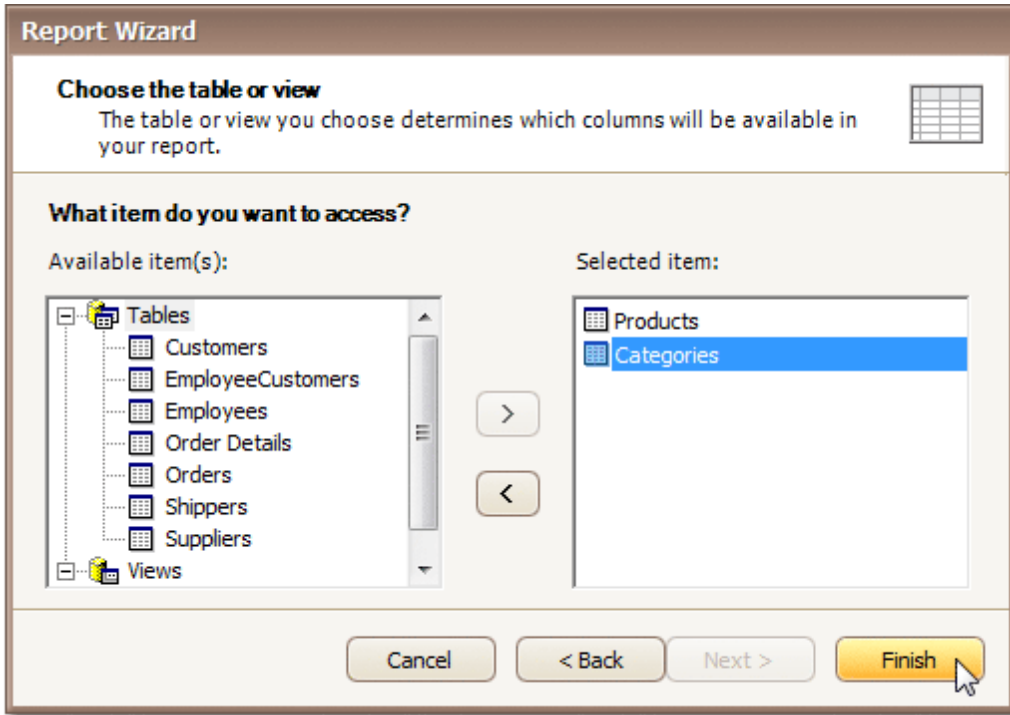 Report Wizard
Choose the table or view
The table or view you choose determines which columns will be available in
your report.
What item do you want to access?
Available item(s):
Selected item:
Tables
Customers
EmployeeCustomers
Employees
Order Details
Orders
Shippers
Suppliers
Views
>
<
Products
Categories
Cancel
< Back
Next >
Finish